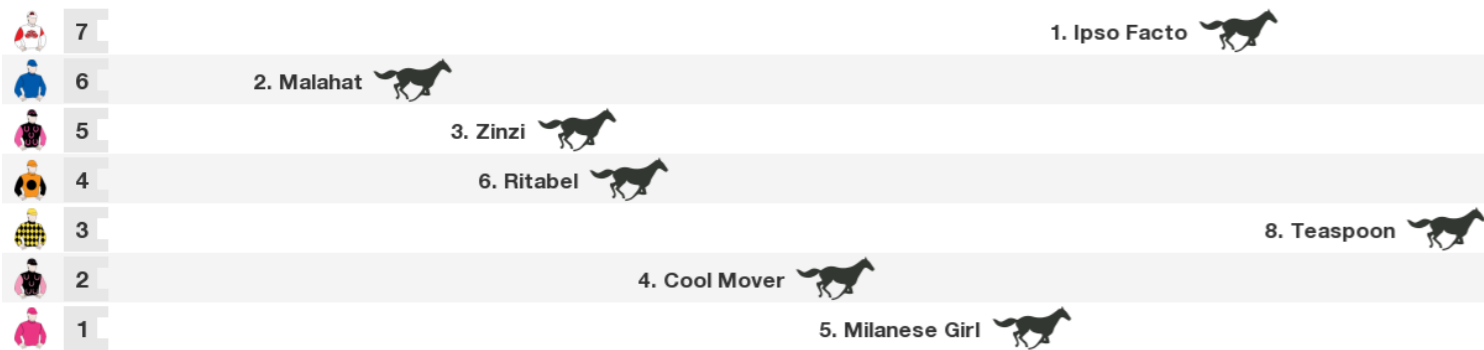 7 1. Ipso Facto
6 2. Malahat
5 3. Zinzi
4 6. Ritabel
3 8. Teaspoon
2 4. Cool Mover
1 5. Milanese Girl